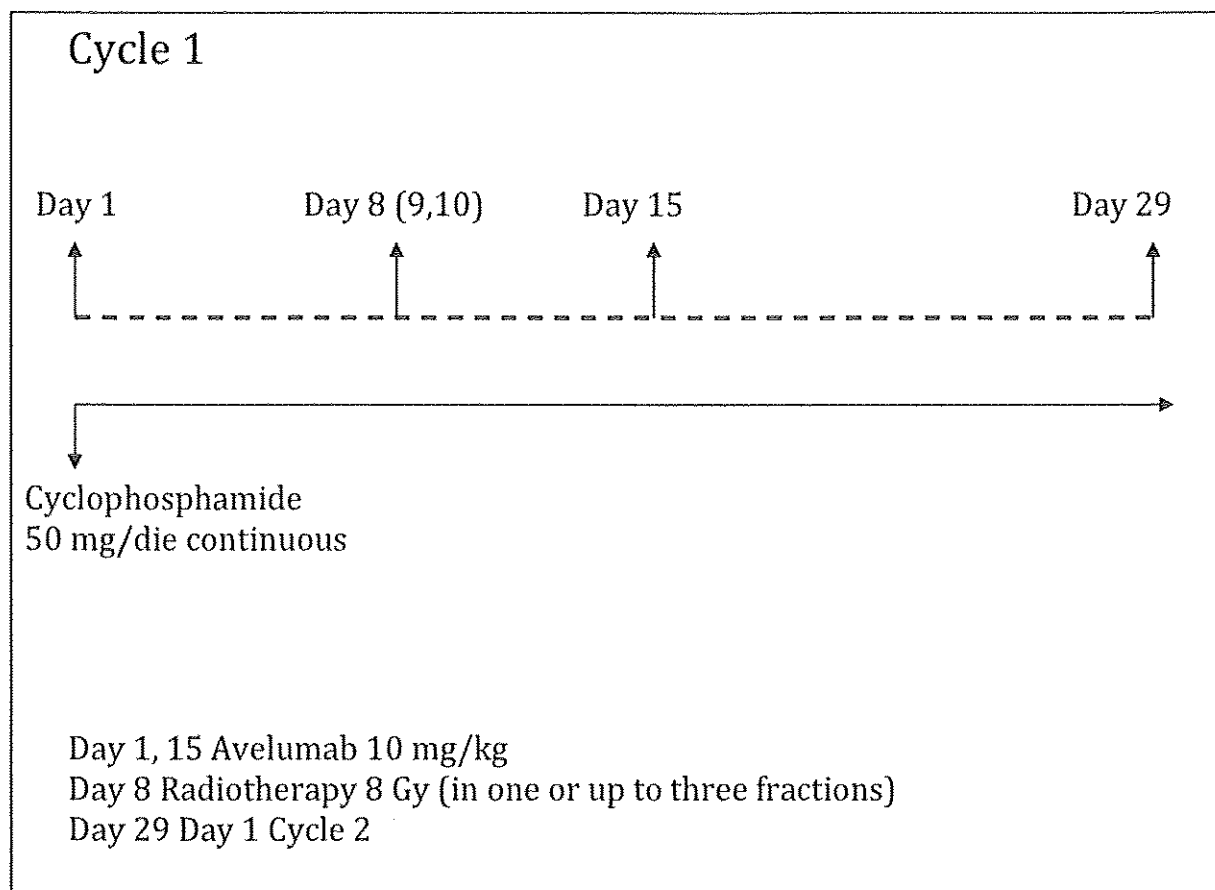 Cycle 1
Day 1
Day 8 (9,10)
Day 15
Day 29
Cyclophosphamide
50 mg/die continuous
Day 1, 15 Avelumab 10 mg/kg
Day 8 Radiotherapy 8 Gy (in one or up to three fractions)
Day 29 Day 1 Cycle 2